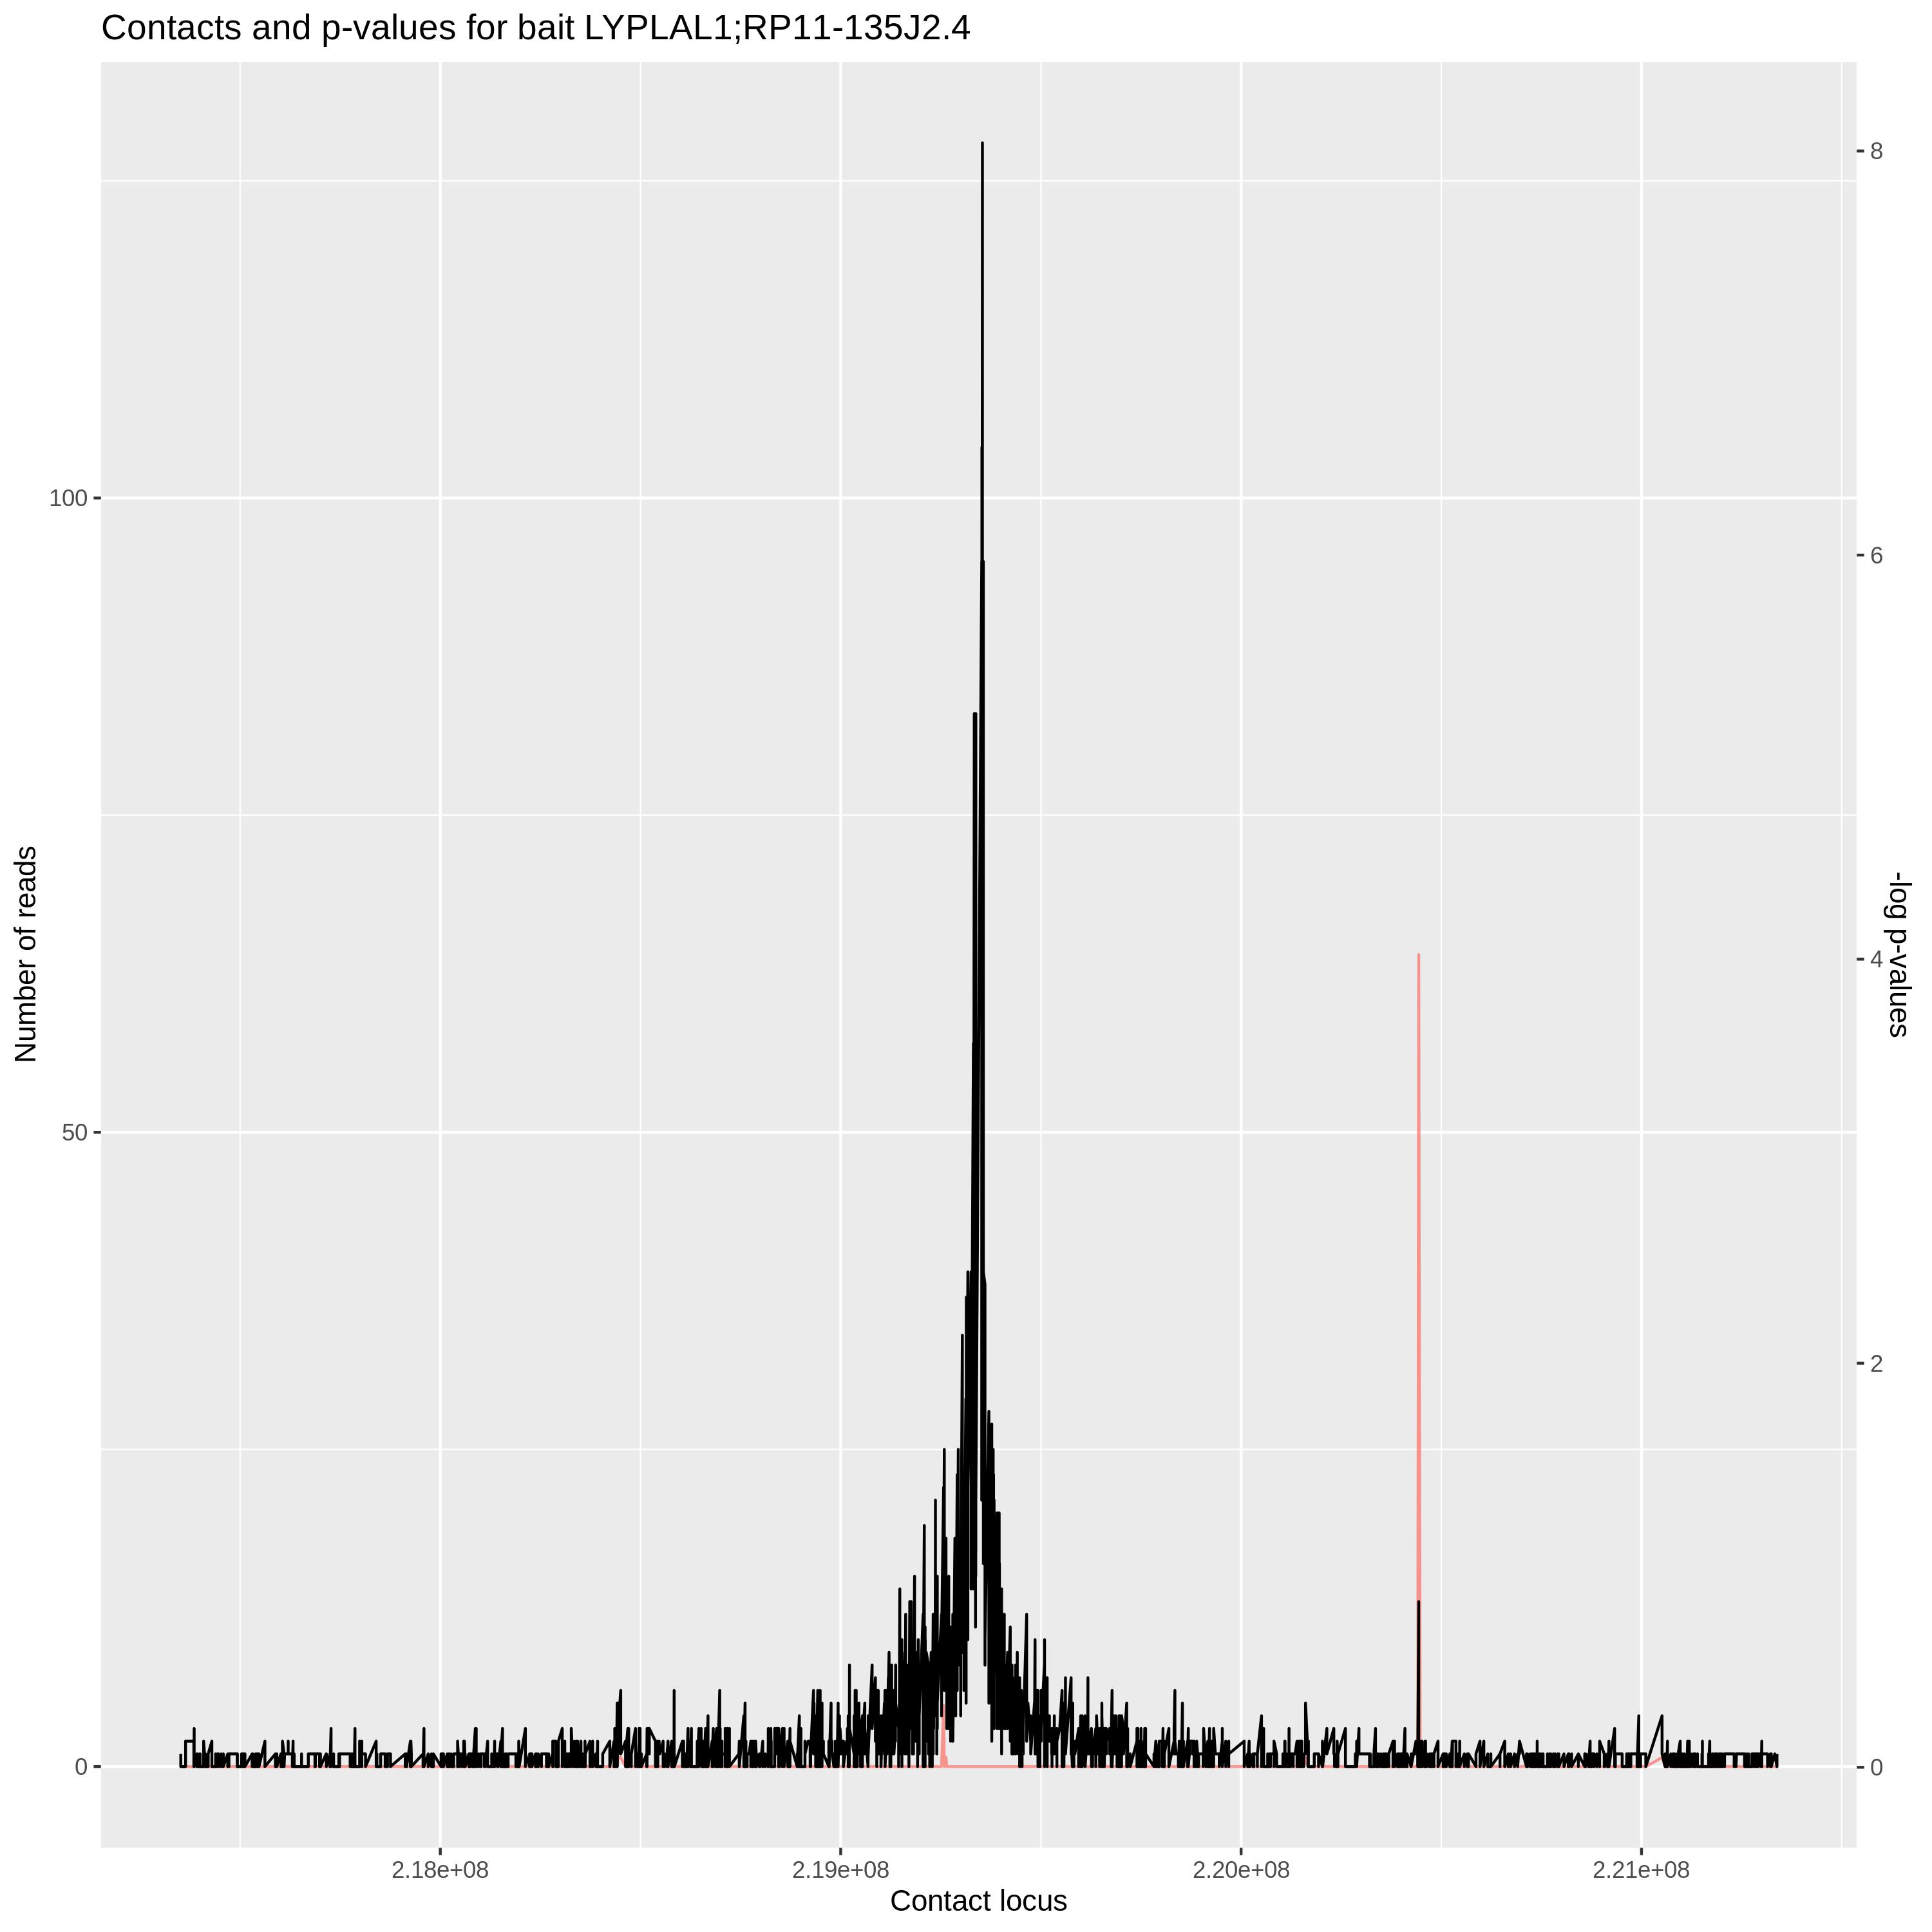 Contacts and p-values for bait LYPLAL1;RP11-135J2.4
8
100
6
Number of reads
-log p-values
4
50
2
0
0
2.18e+08
2.19e+08
2.20e+08
2.21e+08
Contact locus